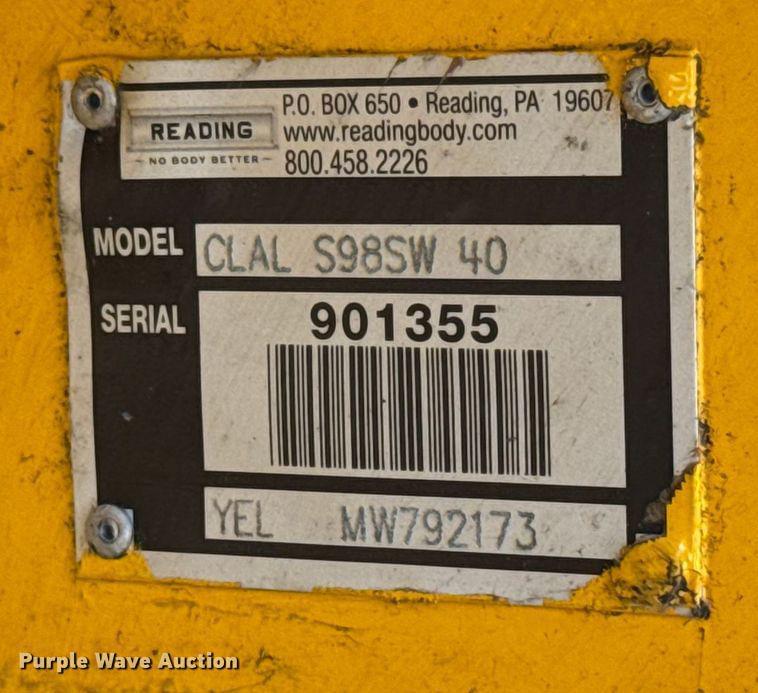 READING
NO BODY BETTER
P.O. BOX 650 • Reading, PA 19607
www.readingbody.com
800.458.2226
MODEL CLAL S98SW 40
SERIAL 901355
YEL MW792173
Purple Wave Auction